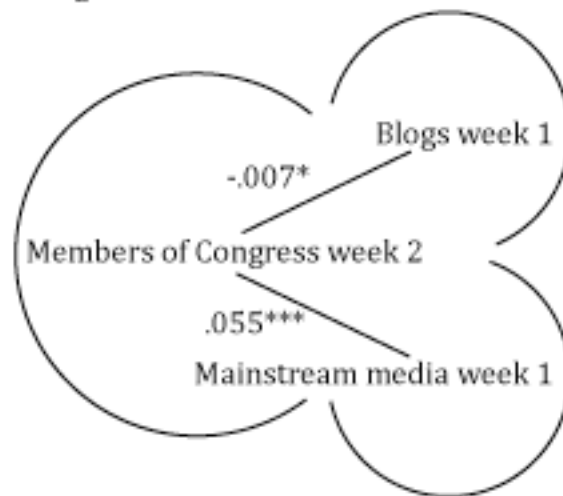 Blogs week 1
-.007*
Members of Congress week 2
.055***
Mainstream media week 1